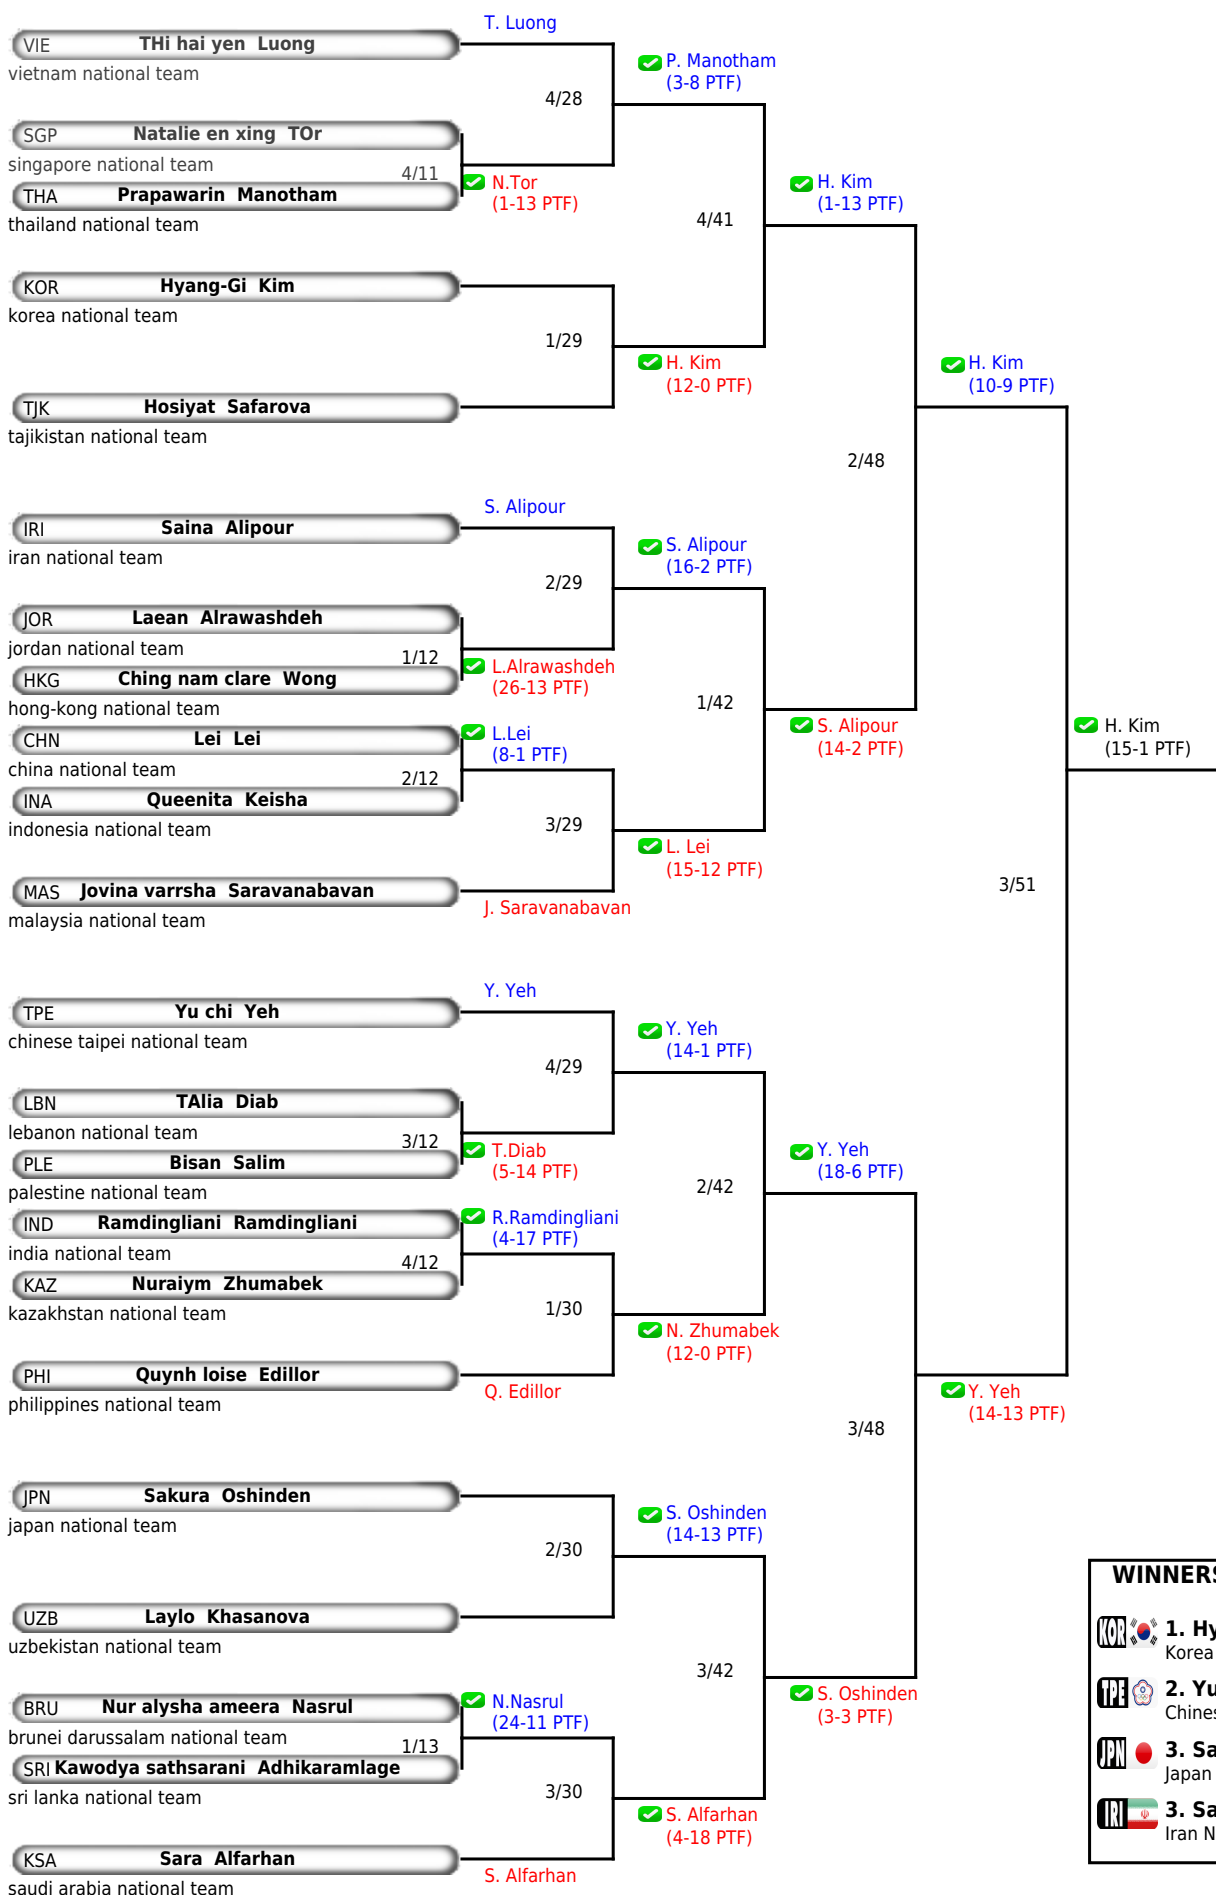 T. Luong
VIE THi hai yen Luong
vietnam national team
P. Manotham
(3-8 PTF)
4/28
SGP Natalie en xing TOr
singapore national team
4/11
N.Tor
(1-13 PTF)
THA Prapawarin Manotham
thailand national team
H. Kim
(1-13 PTF)
4/41
KOR Hyang-Gi Kim
korea national team
1/29
H. Kim
(12-0 PTF)
H. Kim
(10-9 PTF)
TJK Hosiyat Safarova
tajikistan national team
2/48
S. Alipour
IRI Saina Alipour
iran national team
S. Alipour
(16-2 PTF)
2/29
JOR Laean Alrawashdeh
jordan national team
1/12
L.Alrawashdeh
(26-13 PTF)
HKG Ching nam clare Wong
hong-kong national team
1/42
CHN Lei Lei
china national team
L.Lei
(8-1 PTF)
2/12
S. Alipour
(14-2 PTF)
H. Kim
(15-1 PTF)
INA Queenita Keisha
indonesia national team
3/29
L. Lei
(15-12 PTF)
MAS Jovina varrsha Saravanabavan
malaysia national team
J. Saravanabavan
3/51
Y. Yeh
TPE Yu chi Yeh
chinese taipei national team
Y. Yeh
(14-1 PTF)
4/29
LBN TAlia Diab
lebanon national team
3/12
T.Diab
(5-14 PTF)
PLE Bisan Salim
palestine national team
Y. Yeh
(18-6 PTF)
2/42
IND Ramdingliani Ramdingliani
india national team
R.Ramdingliani
(4-17 PTF)
4/12
KAZ Nuraiym Zhumabek
kazakhstan national team
1/30
N. Zhumabek
(12-0 PTF)
PHI Quynh loise Edillor
philippines national team
Q. Edillor
Y. Yeh
(14-13 PTF)
3/48
JPN Sakura Oshinden
japan national team
S. Oshinden
(14-13 PTF)
2/30
UZB Laylo Khasanova
uzbekistan national team
3/42
BRU Nur alysha ameera Nasrul
brunei darussalam national team
N.Nasrul
(24-11 PTF)
1/13
S. Oshinden
(3-3 PTF)
SRI Kawodya sathsarani Adhikaramlage
sri lanka national team
3/30
S. Alfarhan
(4-18 PTF)
KSA Sara Alfarhan
saudi arabia national team
S. Alfarhan
WINNERS
KOR 1. Hy
Korea
TPE 2. Yu
Chines
JPN 3. Sa
Japan
IRI 3. Sa
Iran N